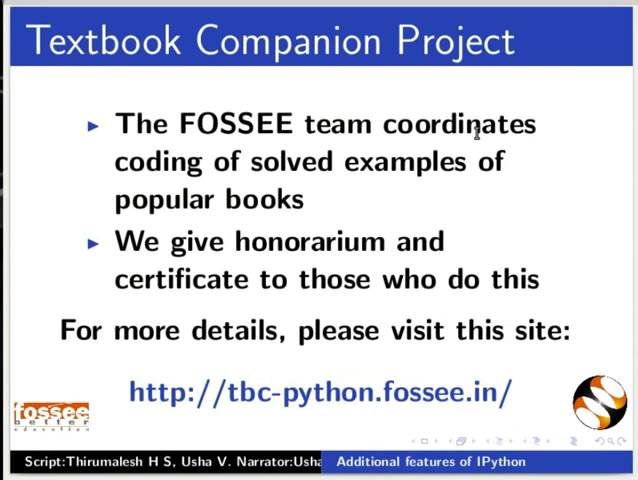 Textbook Companion Project
The FOSSEE team coordinates
coding of solved examples of
popular books
We give honorarium and
certificate to those who do this
For more details, please visit this site:
http://tbc-python.fossee.in/
fossee
better
education
Script:Thirumalesh H S, Usha V. Narrator:Usha
Additional features of IPython